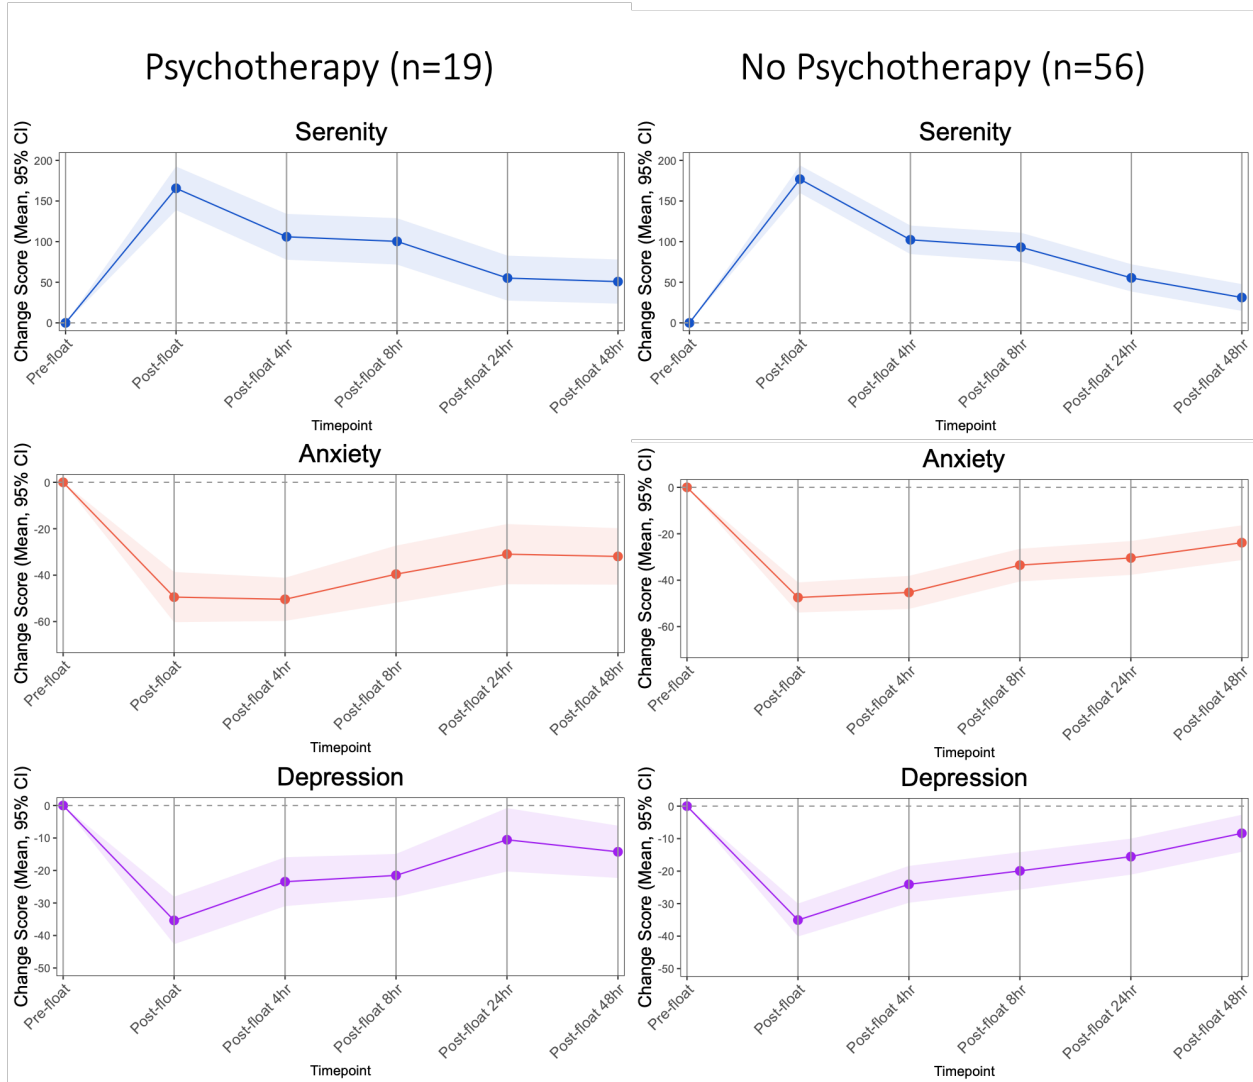 Psychotherapy (n=19)
No Psychotherapy (n=56)
Serenity
Change Score (Mean, 95% CI)
200
150
100
50
0
Pre-float
Post-float
Post-float 4hr
Post-float 8hr
Post-float 24hr
Post-float 48hr
Timepoint
Serenity
Change Score (Mean, 95% CI)
200
150
100
50
0
Pre-float
Post-float
Post-float 4hr
Post-float 8hr
Post-float 24hr
Post-float 48hr
Timepoint
Anxiety
Change Score (Mean, 95% CI)
0
-20
-40
-60
Pre-float
Post-float
Post-float 4hr
Post-float 8hr
Post-float 24hr
Post-float 48hr
Timepoint
Anxiety
Change Score (Mean, 95% CI)
0
-20
-40
-60
Pre-float
Post-float
Post-float 4hr
Post-float 8hr
Post-float 24hr
Post-float 48hr
Timepoint
Depression
Change Score (Mean, 95% CI)
0
-10
-20
-30
-40
-50
Pre-float
Post-float
Post-float 4hr
Post-float 8hr
Post-float 24hr
Post-float 48hr
Timepoint
Depression
Change Score (Mean, 95% CI)
0
-10
-20
-30
-40
-50
Pre-float
Post-float
Post-float 4hr
Post-float 8hr
Post-float 24hr
Post-float 48hr
Timepoint